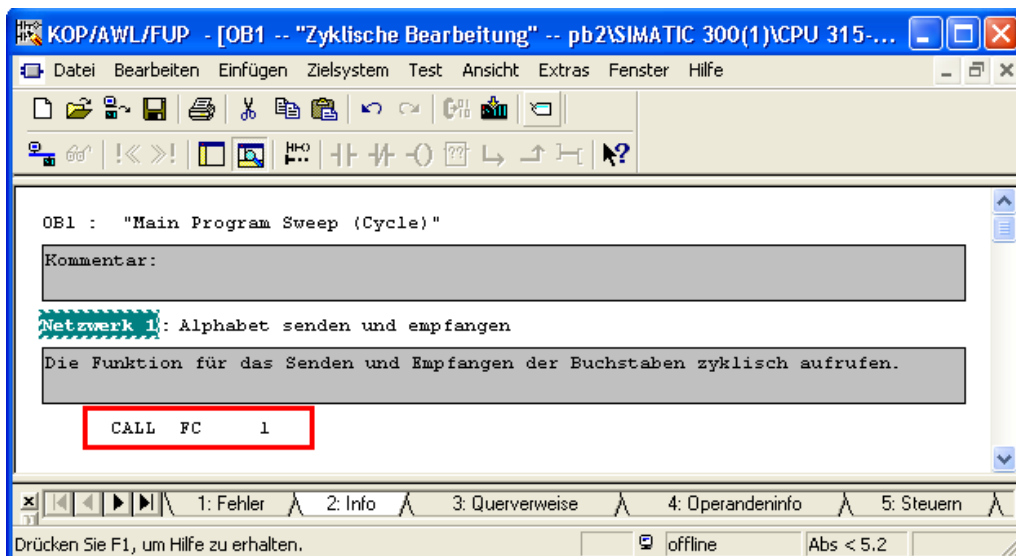 KOP/AWL/FUP - [OB1 -- "Zyklische Bearbeitung" -- pb2\SIMATIC 300(1)\CPU 315-...
Datei Bearbeiten Einfügen Zielsystem Test Ansicht Extras Fenster Hilfe
OB1 : "Main Program Sweep (Cycle)"
Kommentar:
Netzwerk 1: Alphabet senden und empfangen
Die Funktion für das Senden und Empfangen der Buchstaben zyklisch aufrufen.
CALL FC 1
1: Fehler 2: Info 3: Querverweise 4: Operandeninfo 5: Steuern
Drücken Sie F1, um Hilfe zu erhalten. offline Abs < 5.2